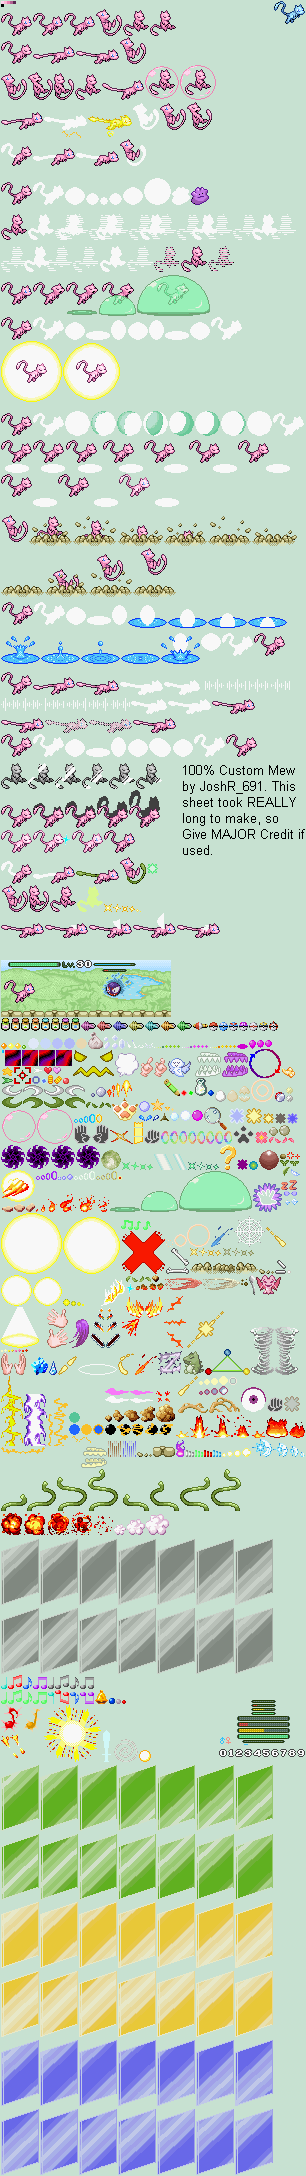 100% Custom Mew
by JoshR_691. This
sheet took REALLY
long to make, so
Give MAJOR Credit if
used.
Lv.30
0123456789